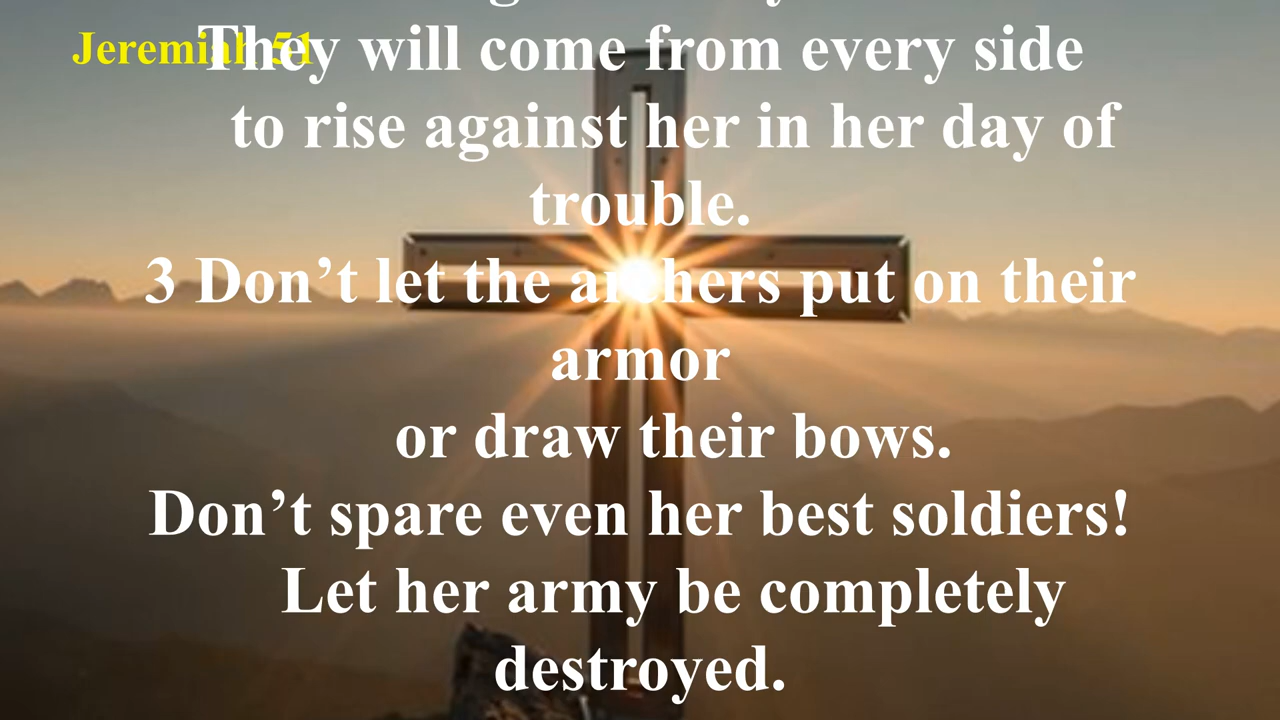 Jeremiah 51
They will come from every side
to rise against her in her day of
trouble.
3 Don’t let the archers put on their
armor
or draw their bows.
Don’t spare even her best soldiers!
Let her army be completely
destroyed.